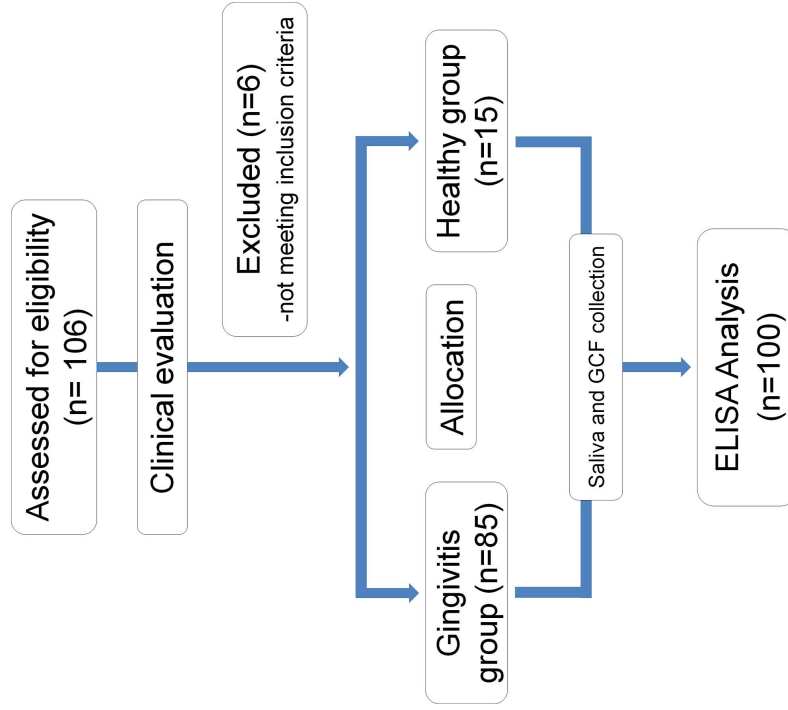 Assessed for eligibility
(n= 106)
Clinical evaluation
Excluded (n=6)
-not meeting inclusion criteria
Gingivitis
group (n=85)
Allocation
Healthy group
(n=15)
Saliva and GCF collection
ELISA Analysis
(n=100)